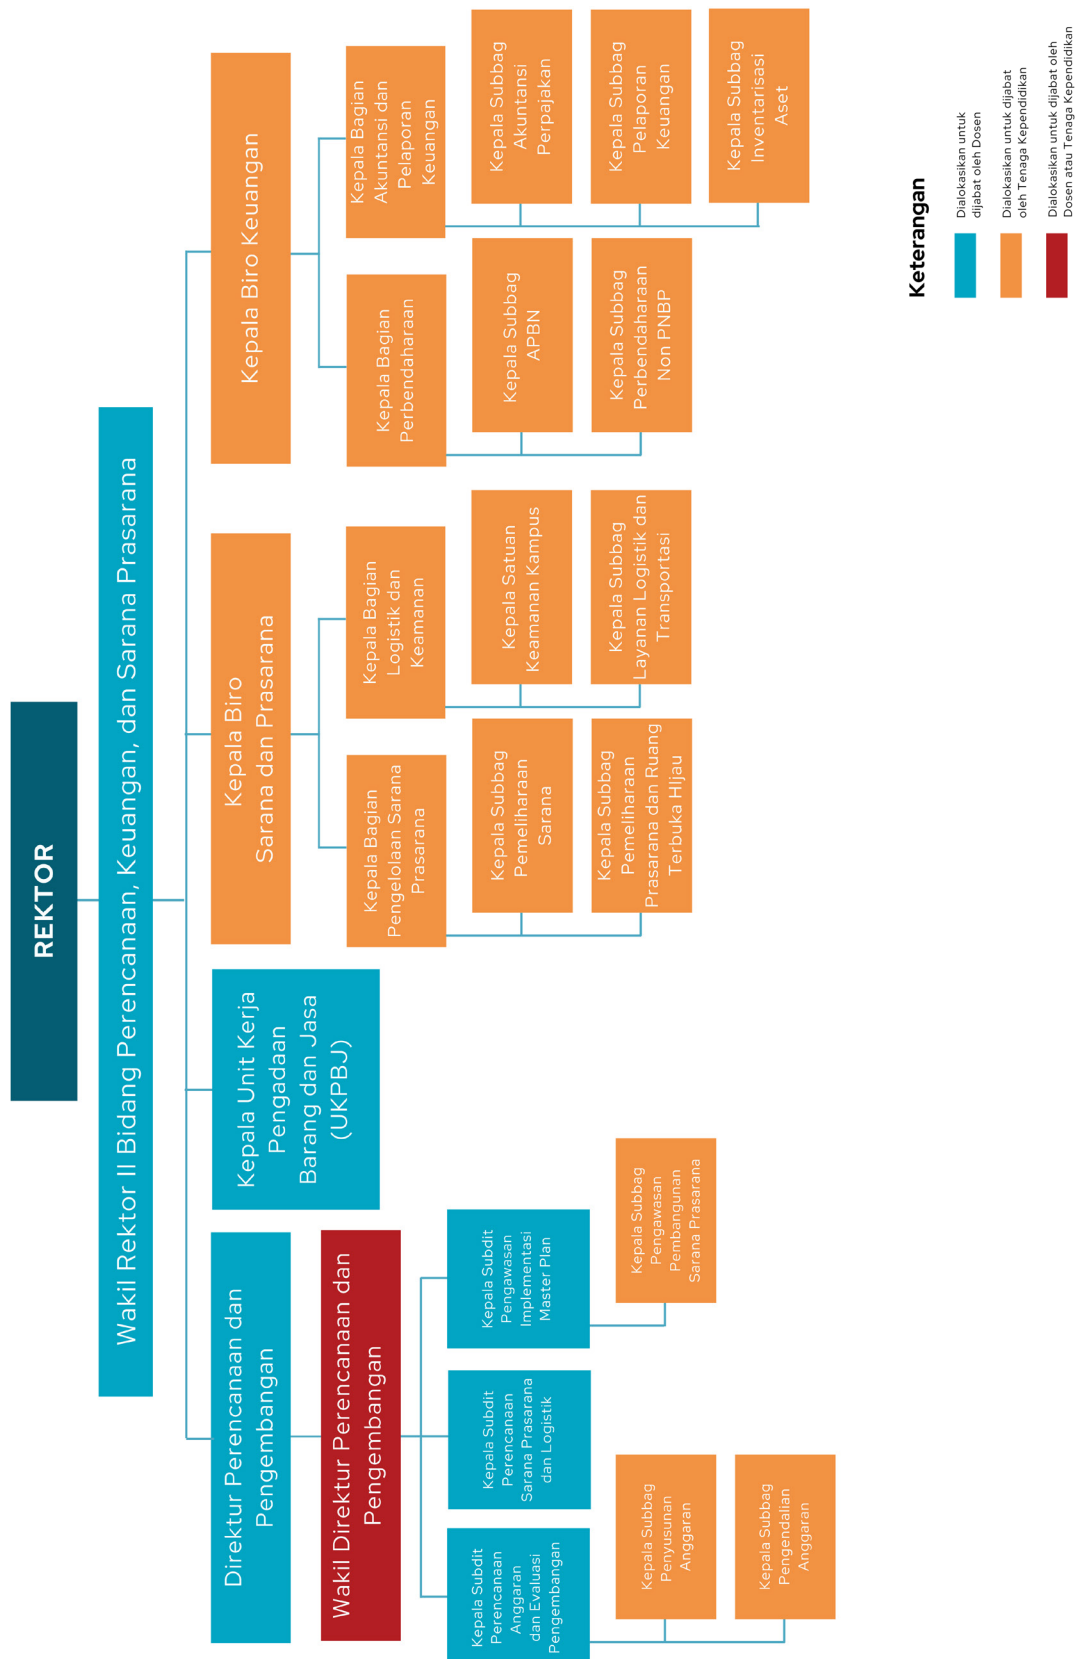 REKTOR
Wakil Rektor II Bidang Perencanaan, Keuangan, dan Sarana Prasarana
Direktur Perencanaan dan
Pengembangan
Wakil Direktur Perencanaan dan
Pengembangan
Kepala Subdit
Perencanaan
Anggaran
dan Evaluasi
Pengembangan
Kepala Subbag
Penyusunan
Anggaran
Kepala Subbag
Pengendalian
Anggaran
Kepala Subdit
Perencanaan
Sarana Prasarana
dan Logistik
Kepala Subdit
Pengawasan
Implementasi
Master Plan
Kepala Subbag
Pengawasan
Pembangunan
Sarana Prasarana
Kepala Unit Kerja
Pengadaan
Barang dan Jasa
(UKPBJ)
Kepala Biro
Sarana dan Prasarana
Kepala Bagian
Pengelolaan Sarana
Prasarana
Kepala Subbag
Pemeliharaan
Sarana
Kepala Subbag
Pemeliharaan
Prasarana dan Ruang
Terbuka HIjau
Kepala Bagian
Logistik dan
Keamanan
Kepala Satuan
Keamanan Kampus
Kepala Subbag
Layanan Logistik dan
Transportasi
Kepala Biro Keuangan
Kepala Bagian
Perbendaharaan
Kepala Subbag
APBN
Kepala Subbag
Perbendaharaan
Non PNBP
Kepala Bagian
Akuntansi dan
Pelaporan
Keuangan
Kepala Subbag
Akuntansi
Perpajakan
Kepala Subbag
Pelaporan
Keuangan
Kepala Subbag
Inventarisasi
Aset
Keterangan
Dialokasikan untuk
dijabat oleh Dosen
Dialokasikan untuk dijabat
oleh Tenaga Kependidikan
Dialokasikan untuk dijabat oleh
Dosen atau Tenaga Kependidikan